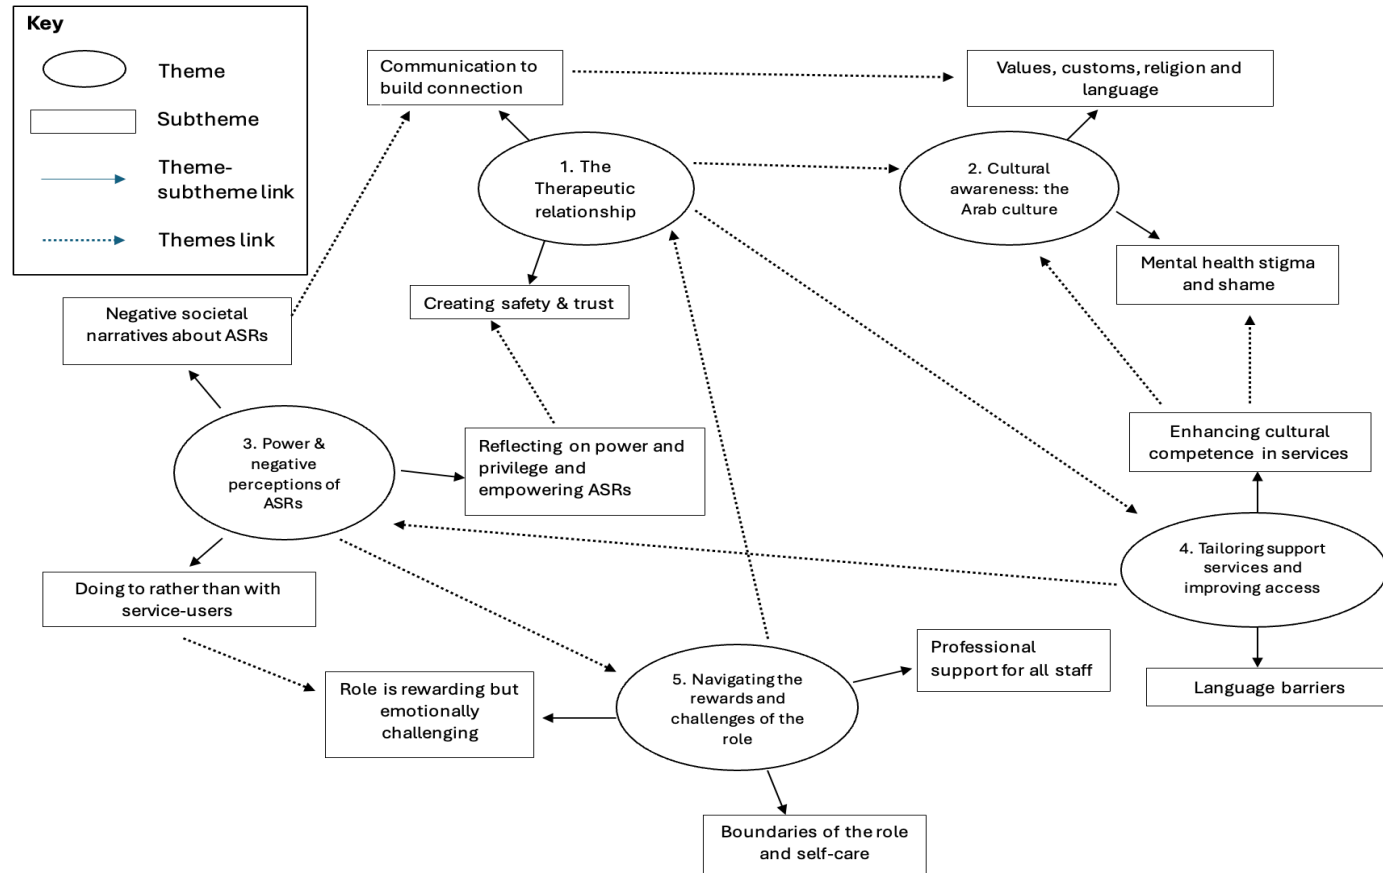 Key
Theme
Subtheme
Theme-
subtheme link
Themes link
Communication to
build connection
Values, customs, religion and
language
1. The
Therapeutic
relationship
2. Cultural
awareness: the
Arab culture
Mental health stigma
and shame
Creating safety & trust
Negative societal
narratives about ASRs
3. Power &
negative
perceptions of
ASRs
Reflecting on power and
privilege and
empowering ASRs
Enhancing cultural
competence in services
4. Tailoring support
services and
improving access
Doing to rather than with
service-users
Role is rewarding but
emotionally
challenging
5. Navigating the
rewards and
challenges of the
role
Professional
support for all staff
Language barriers
Boundaries of the role
and self-care